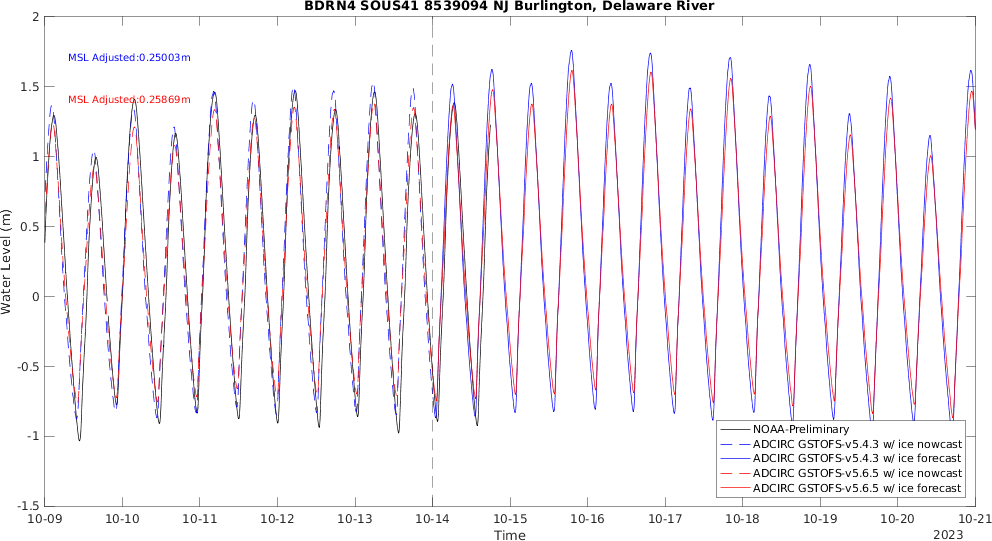 BDRN4 SOUS41 8539094 NJ Burlington, Delaware River
2
1.5
1
0.5
0
-0.5
-1
-1.5
Water Level (m)
MSL Adjusted:0.25003m
MSL Adjusted:0.25869m
NOAA-Preliminary
ADCIRC GSTOFS-v5.4.3 w/ ice nowcast
ADCIRC GSTOFS-v5.4.3 w/ ice forecast
ADCIRC GSTOFS-v5.6.5 w/ ice nowcast
ADCIRC GSTOFS-v5.6.5 w/ ice forecast
10-09 10-10 10-11 10-12 10-13 10-14 10-15 10-16 10-17 10-18 10-19 10-20 10-21
Time
2023